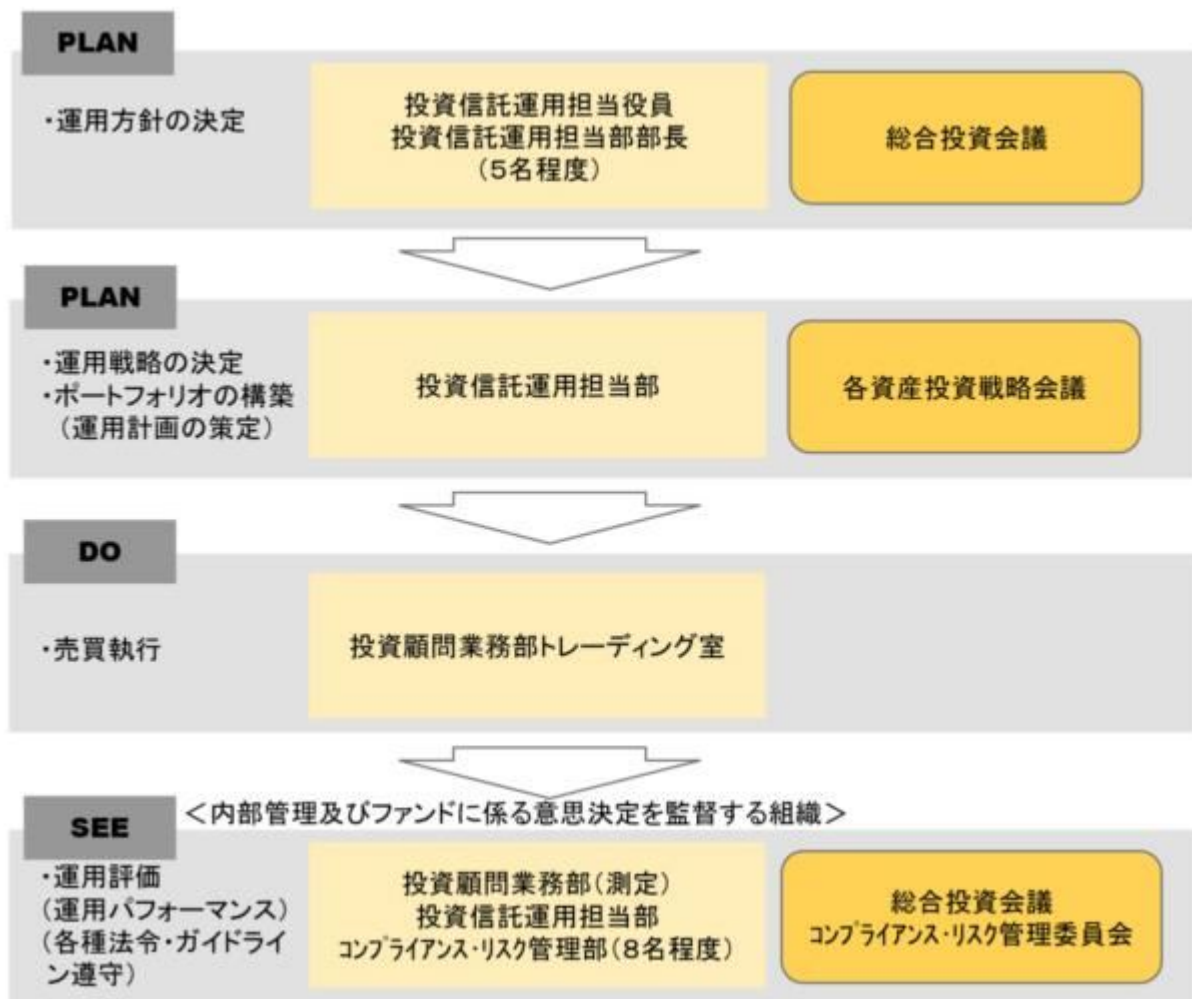 PLAN
・運用方針の決定
投資信託運用担当役員
投資信託運用担当部部長
(5名程度)
総合投資会議
PLAN
・運用戦略の決定
・ポートフォリオの構築
(運用計画の策定)
投資信託運用担当部
各資産投資戦略会議
DO
・売買執行
投資顧問業務部トレーディング室
SEE
＜内部管理及びファンドに係る意思決定を監督する組織＞
・運用評価
(運用パフォーマンス)
(各種法令・ガイドライ
ン遵守)
投資顧問業務部(測定)
投資信託運用担当部
ｺﾝﾌﾟﾗｲｱﾝｽ・ﾘｽｸ管理部(8名程度)
総合投資会議
ｺﾝﾌﾟﾗｲｱﾝｽ・ﾘｽｸ管理委員会